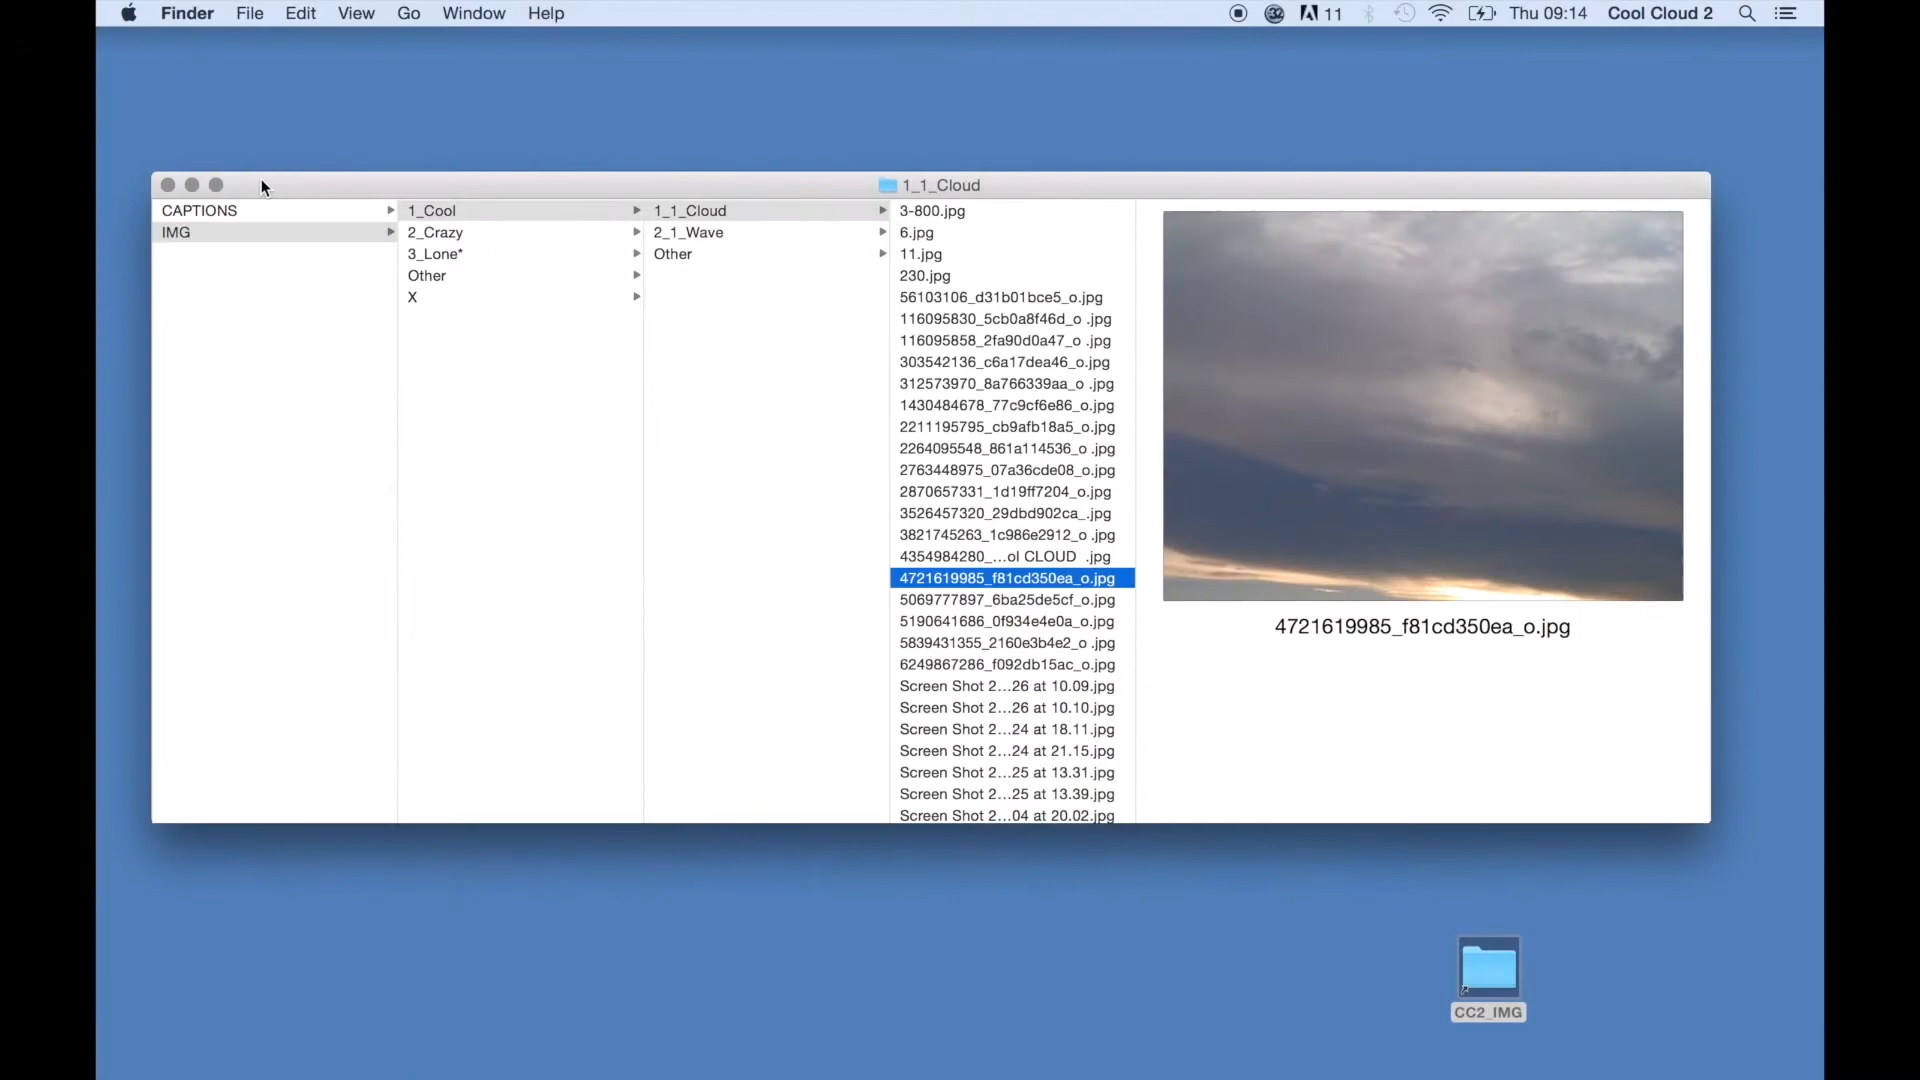 Finder File Edit View Go Window Help 32 11 Thu 09:14 Cool Cloud 2
1_1_Cloud
CAPTIONS
IMG
1_Cool
2_Crazy
3_Lone*
Other
X
1_1_Cloud
2_1_Wave
Other
3-800.jpg
6.jpg
11.jpg
230.jpg
56103106_d31b01bce5_o.jpg
116095830_5cb0a8f46d_o .jpg
116095858_2fa90d0a47_o .jpg
303542136_c6a17dea46_o.jpg
312573970_8a766339aa_o .jpg
1430484678_77c9cf6e86_o.jpg
2211195795_cb9afb18a5_o.jpg
2264095548_861a114536_o .jpg
2763448975_07a36cde08_o.jpg
2870657331_1d19ff7204_o.jpg
3526457320_29dbd902ca_.jpg
3821745263_1c986e2912_o .jpg
4354984280_...ol CLOUD .jpg
4721619985_f81cd350ea_o.jpg
5069777897_6ba25de5cf_o.jpg
5190641686_0f934e4e0a_o.jpg
5839431355_2160e3b4e2_o .jpg
6249867286_f092db15ac_o.jpg
Screen Shot 2...26 at 10.09.jpg
Screen Shot 2...26 at 10.10.jpg
Screen Shot 2...24 at 18.11.jpg
Screen Shot 2...24 at 21.15.jpg
Screen Shot 2...25 at 13.31.jpg
Screen Shot 2...25 at 13.39.jpg
Screen Shot 2...04 at 20.02.jpg
4721619985_f81cd350ea_o.jpg
CC2_IMG